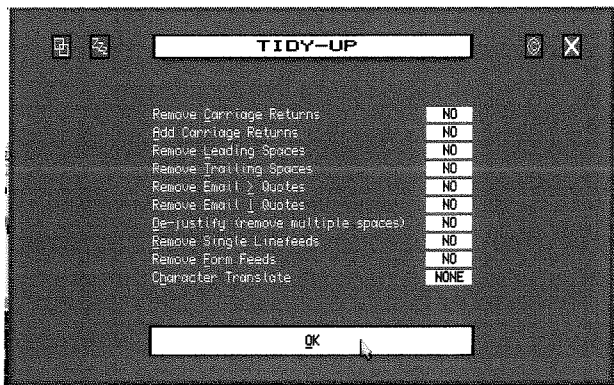 TIDY-UP
Remove Carriage Returns NO
Add Carriage Returns NO
Remove Leading Spaces NO
Remove Trailing Spaces NO
Remove Email > Quotes NO
Remove Email | Quotes NO
De-justify (remove multiple spaces) NO
Remove Single Linefeeds NO
Remove Form Feeds NO
Character Translate NONE
OK